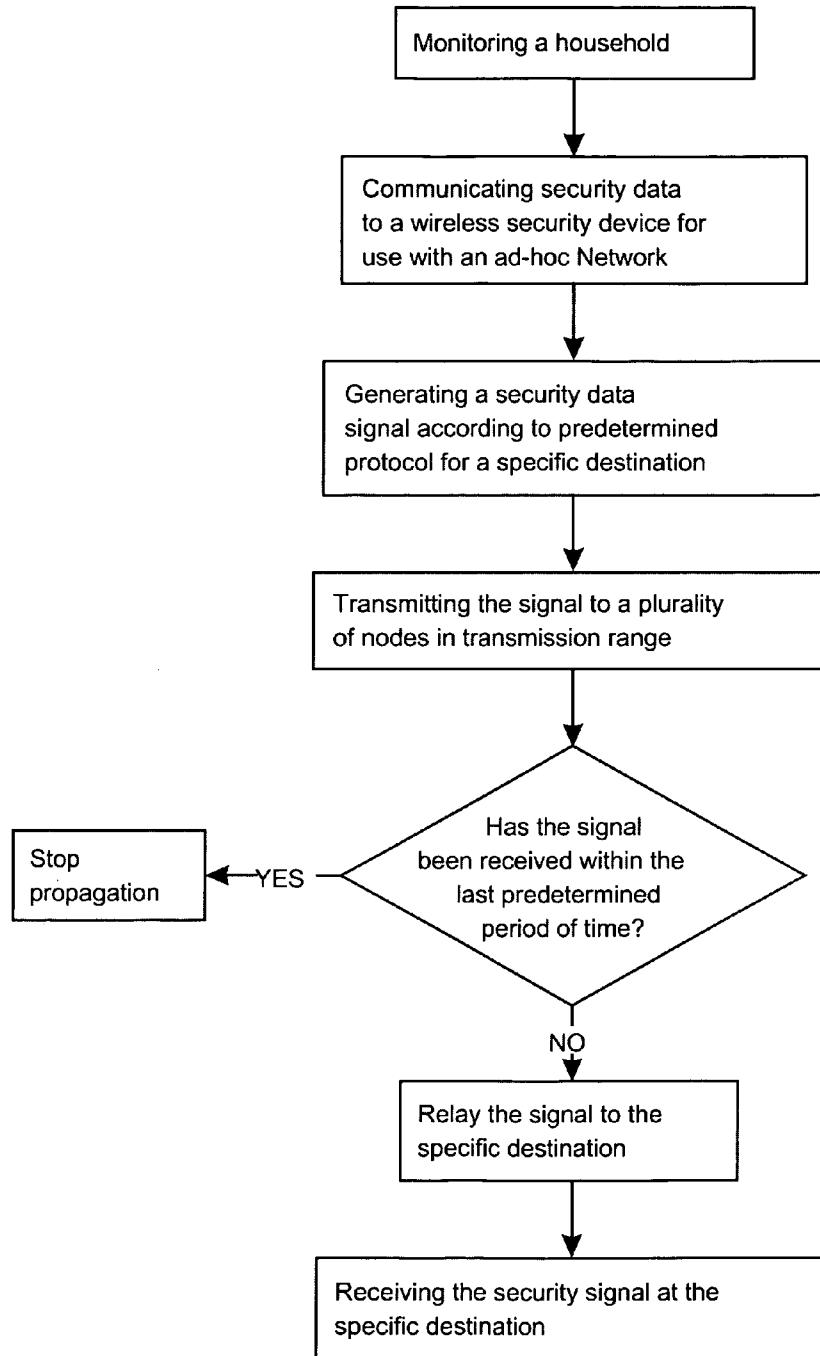 Monitoring a household
Communicating security data
to a wireless security device for
use with an ad-hoc Network
Generating a security data
signal according to predetermined
protocol for a specific destination
Transmitting the signal to a plurality
of nodes in transmission range
Has the signal
been received within the
last predetermined
period of time?
Stop
propagation
YES
NO
Relay the signal to the
specific destination
Receiving the security signal at the
specific destination